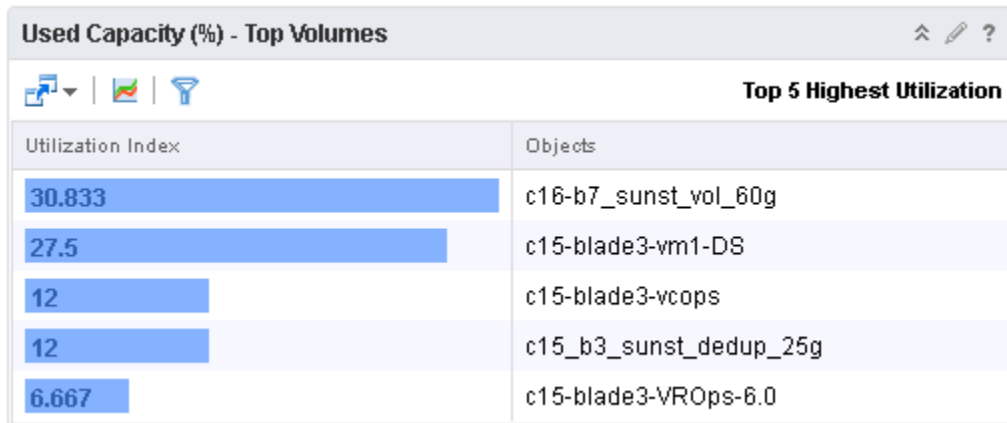 Used Capacity (%) - Top Volumes ?
Top 5 Highest Utilization
Utilization Index Objects
30.833 c16-b7_sunst_vol_60g
27.5 c15-blade3-vm1-DS
12 c15-blade3-vcops
12 c15_b3_sunst_dedup_25g
6.667 c15-blade3-VROps-6.0